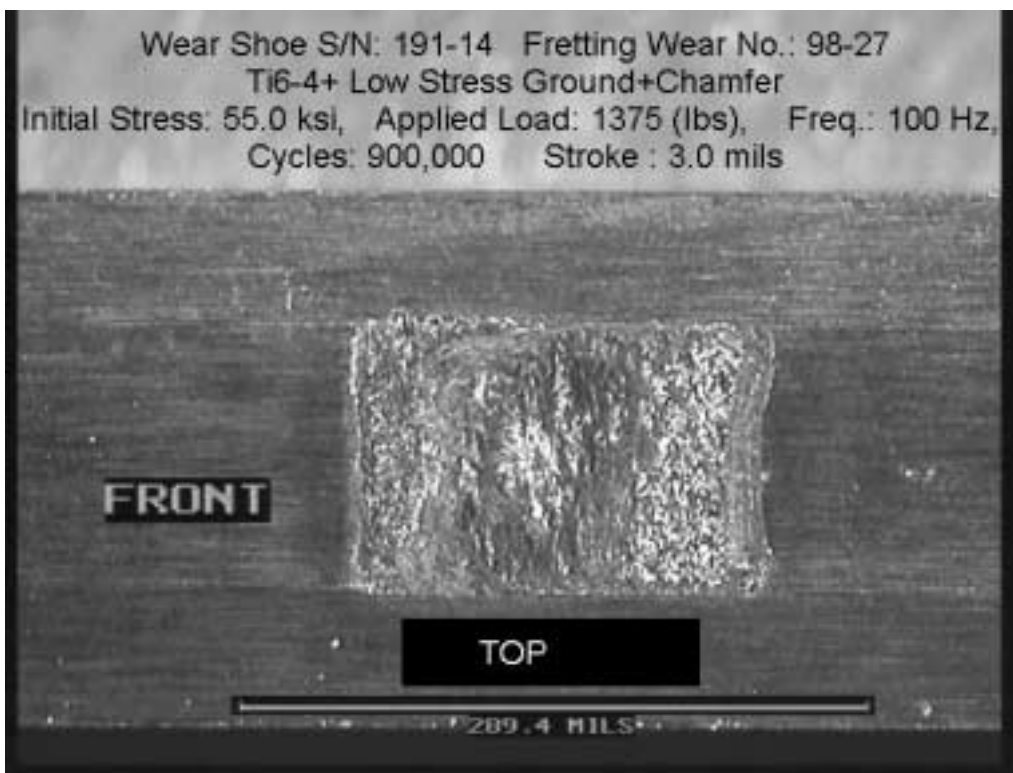 Wear Shoe S/N: 191-14 Fretting Wear No.: 98-27
Ti6-4+ Low Stress Ground+Chamfer
Initial Stress: 55.0 ksi, Applied Load: 1375 (lbs), Freq.: 100 Hz,
Cycles: 900,000 Stroke : 3.0 mils
FRONT
TOP
289.4 MILS